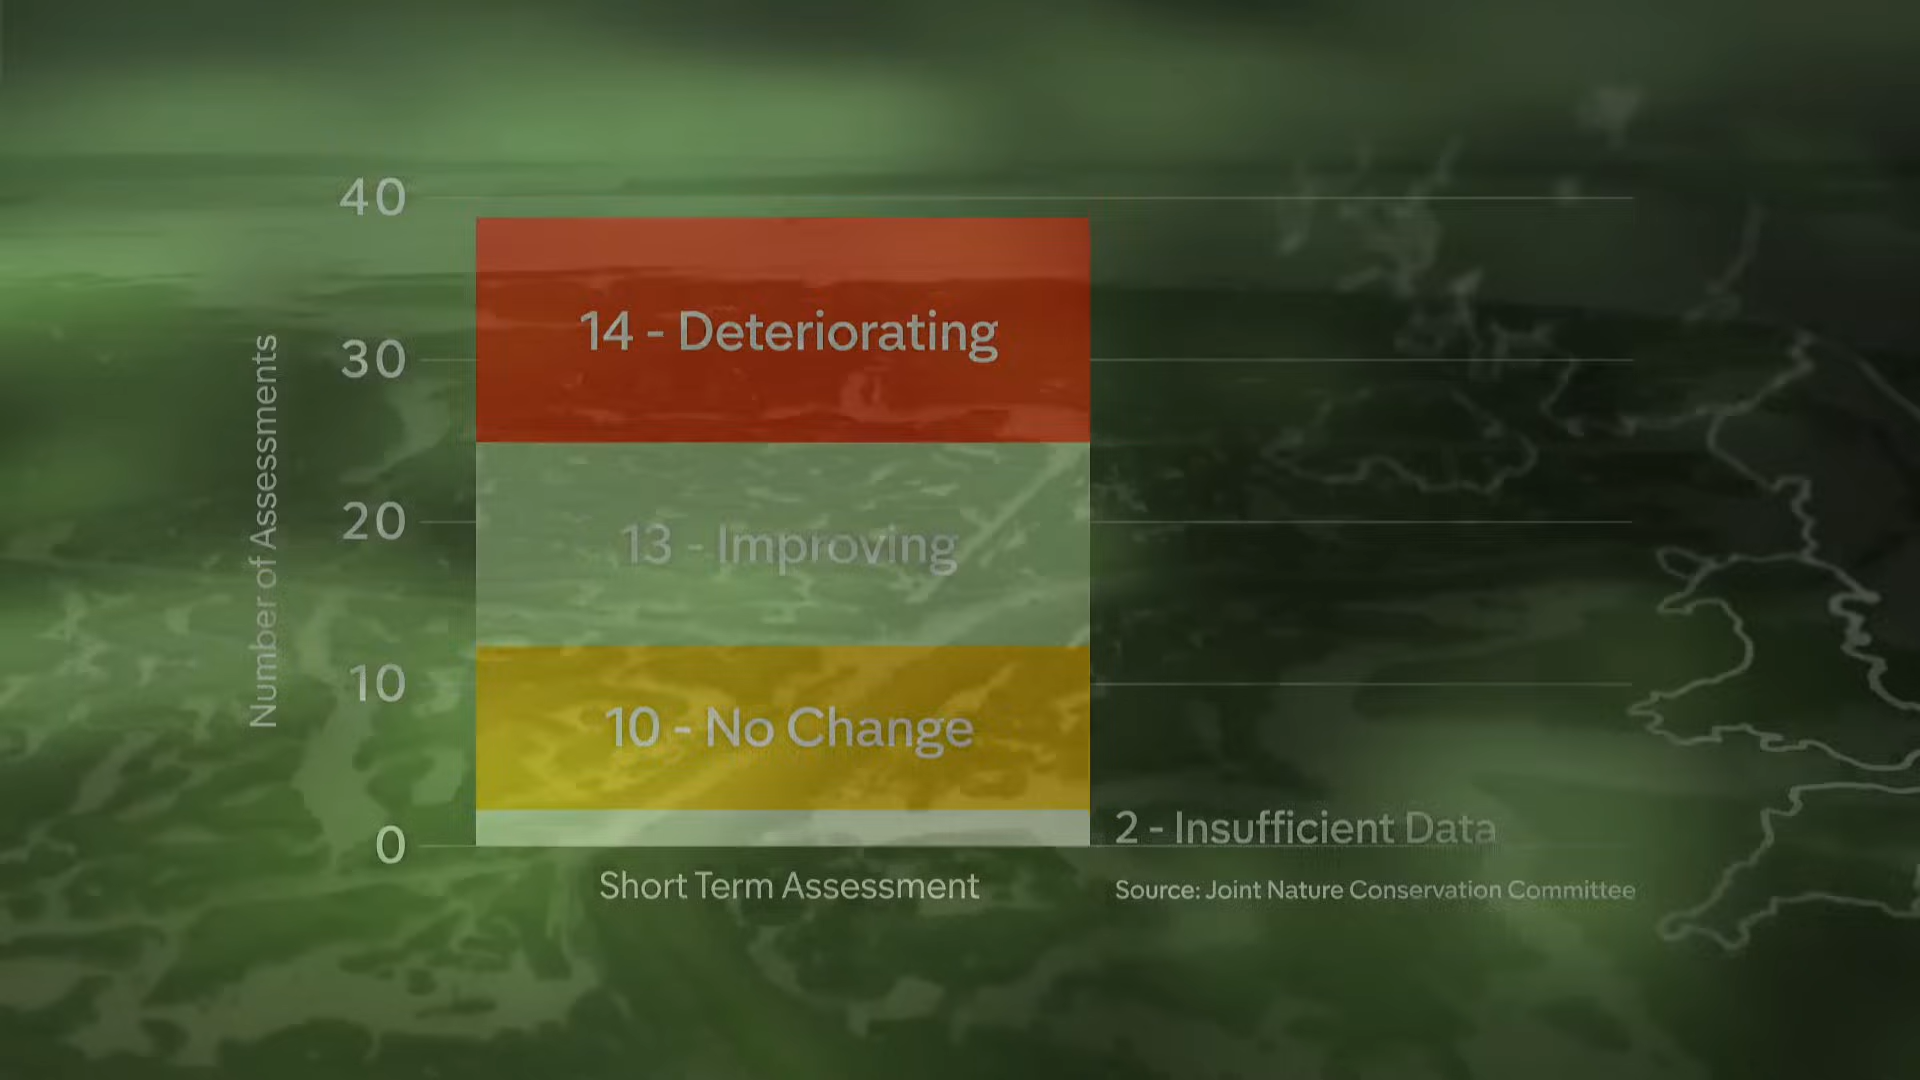 40
14 - Deteriorating
30
Number of Assessments
20
13 - Improving
10
10 - No Change
0
2 - Insufficient Data
Short Term Assessment
Source: Joint Nature Conservation Committee